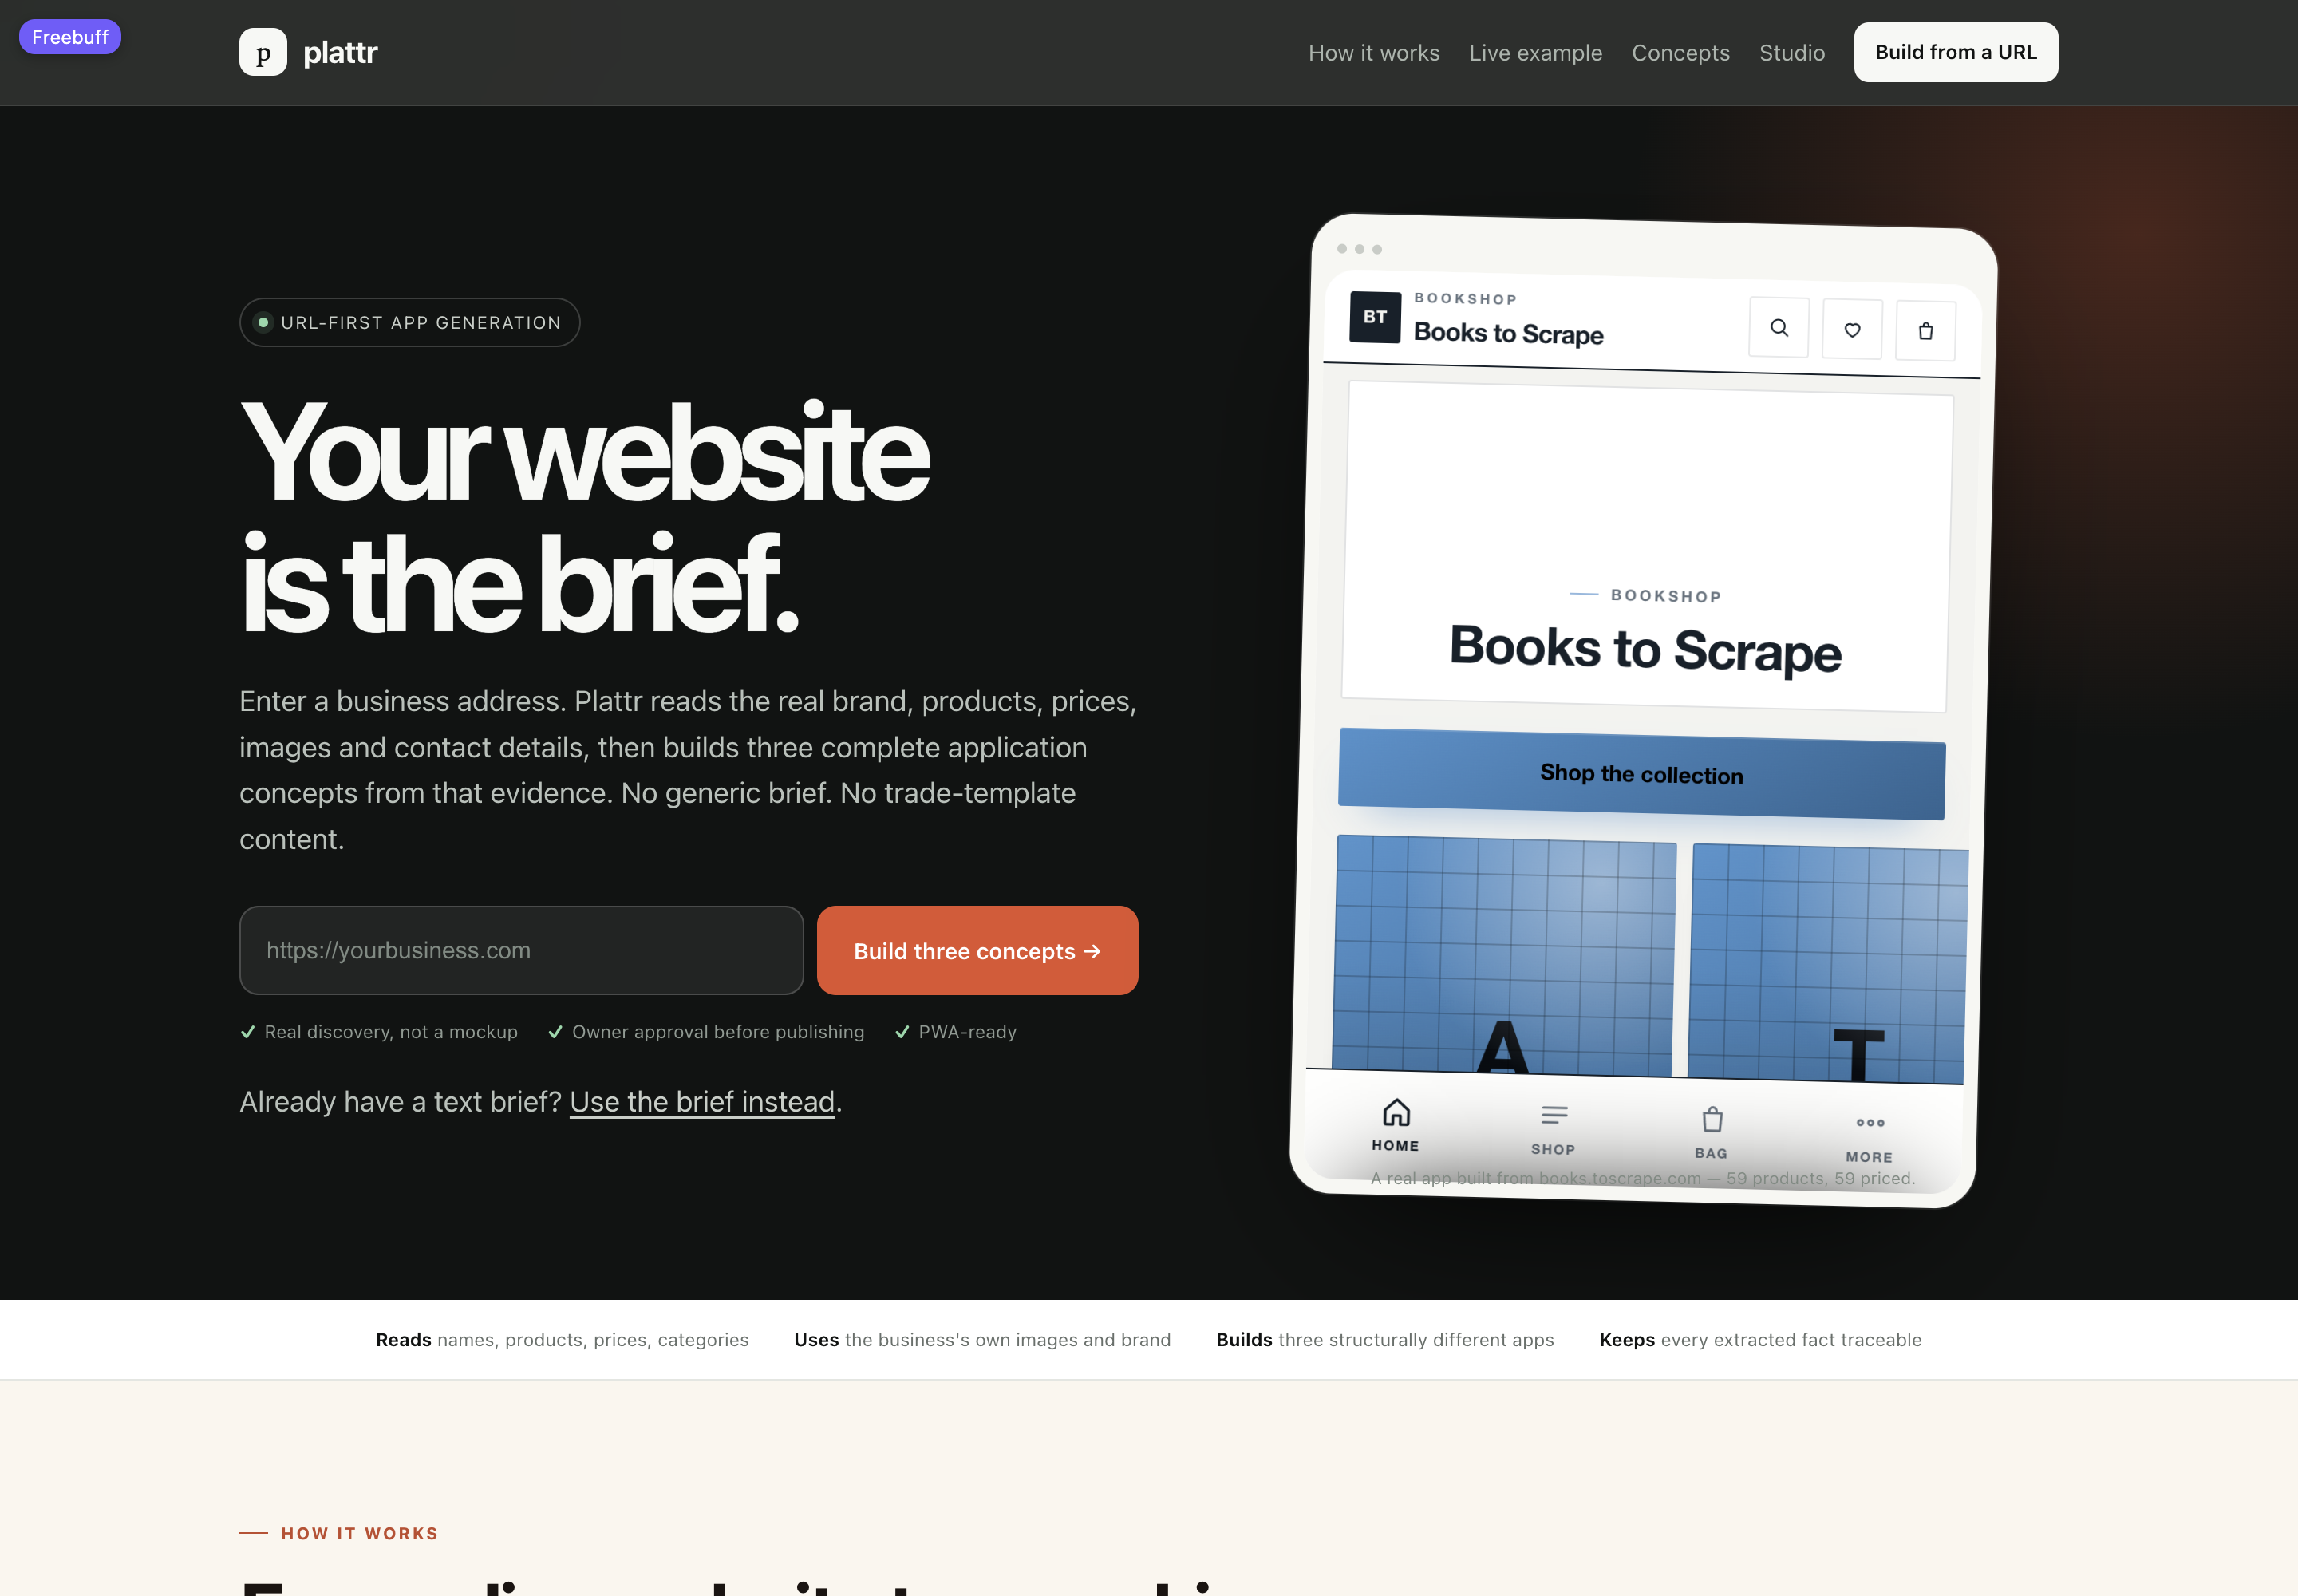 Freebuff
p plattr
How it works Live example Concepts Studio Build from a URL
URL-FIRST APP GENERATION
Your website
is the brief.
Enter a business address. Plattr reads the real brand, products, prices,
images and contact details, then builds three complete application
concepts from that evidence. No generic brief. No trade-template
content.
https://yourbusiness.com
Build three concepts →
✓ Real discovery, not a mockup ✓ Owner approval before publishing ✓ PWA-ready
Already have a text brief? Use the brief instead.
BT
BOOKSHOP
Books to Scrape
BOOKSHOP
Books to Scrape
Shop the collection
A
T
HOME SHOP BAG MORE
A real app built from books.toscrape.com — 59 products, 59 priced.
Reads names, products, prices, categories Uses the business's own images and brand Builds three structurally different apps Keeps every extracted fact traceable
HOW IT WORKS